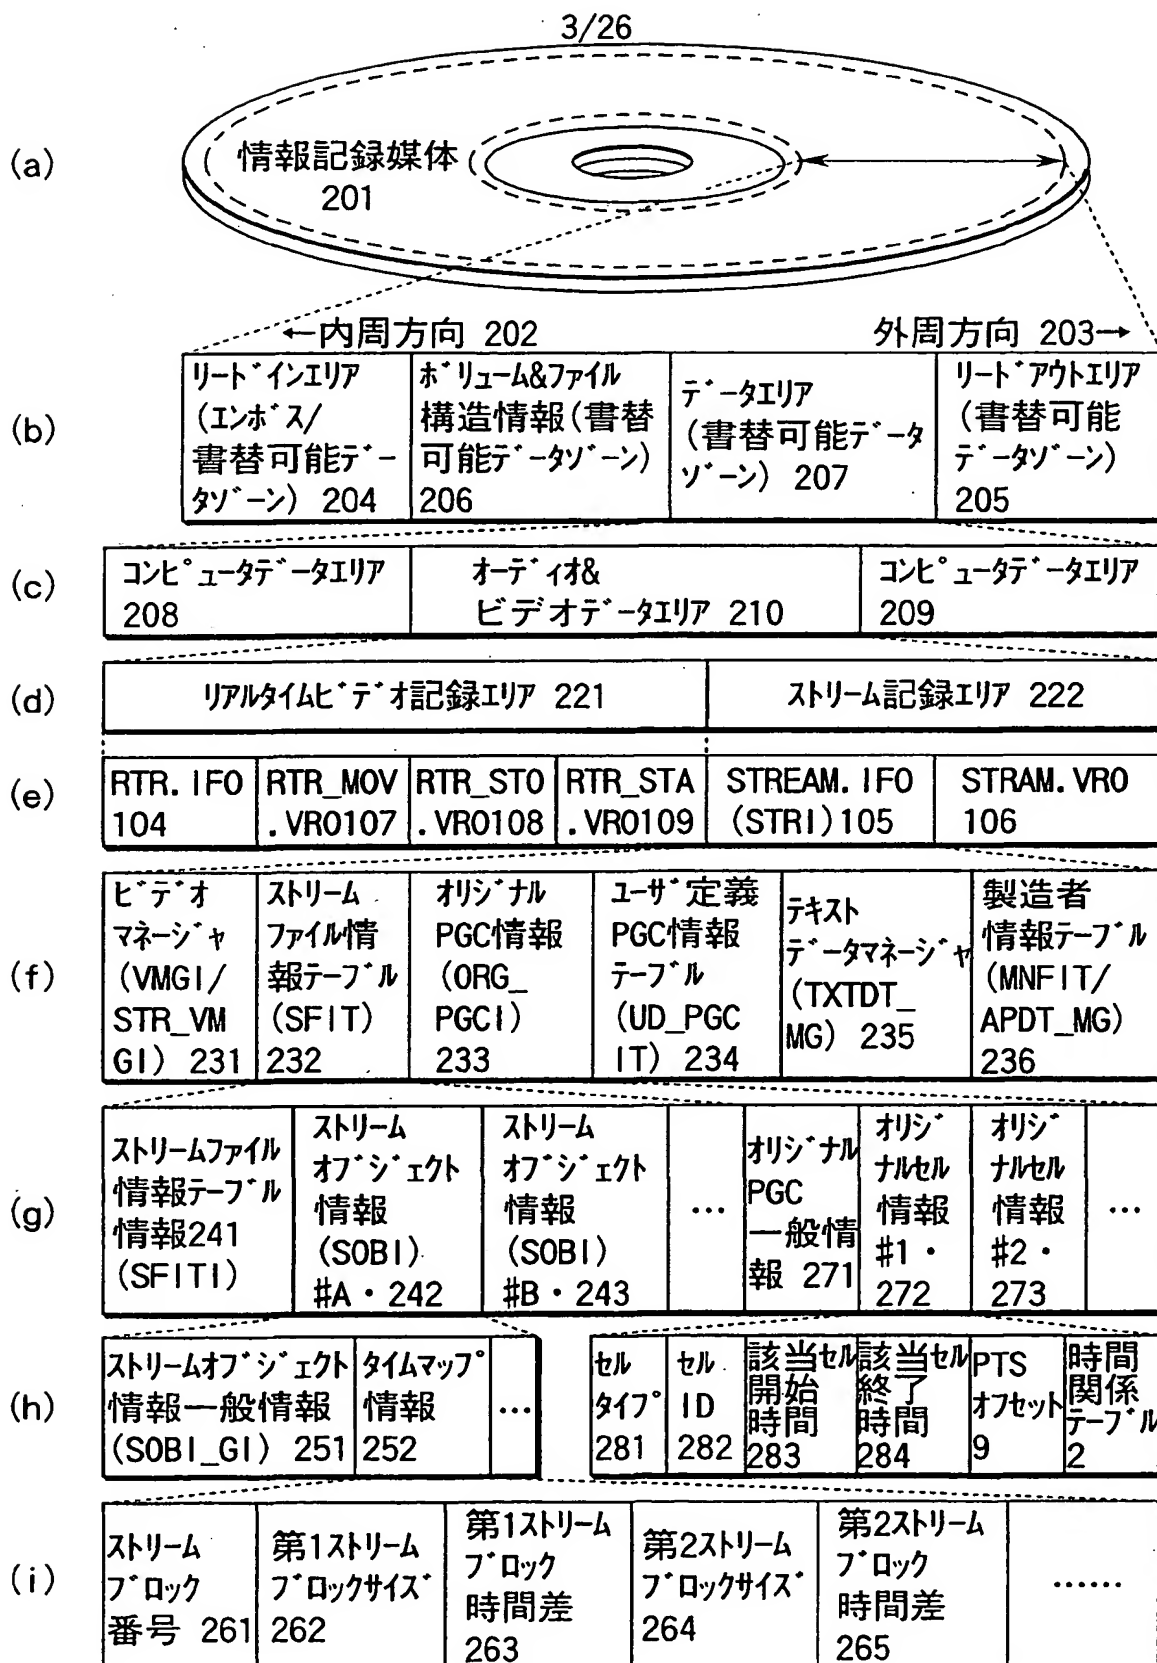 3/26
(a)
情報記録媒体
201
←内周方向 202
外周方向 203→
(b)
リードインエリア
(エンボス/
書替可能デー
タゾーン) 204
ボリューム&ファイル
構造情報(書替
可能データゾーン)
206
データエリア
(書替可能データ
ゾーン) 207
リードアウトエリア
(書替可能
データゾーン)
205
(c)
コンピュータデータエリア
208
オーディオ&
ビデオデータエリア 210
コンピュータデータエリア
209
(d)
リアルタイムビデオ記録エリア 221
ストリーム記録エリア 222
(e)
RTR.IFO
104
RTR_MOV
.VRO107
RTR_STO
.VRO108
RTR_STA
.VRO109
STREAM.IFO
(STRI)105
STRAM.VRO
106
(f)
ビデオ
マネージャ
(VMGI/
STR_VM
GI) 231
ストリーム
ファイル情
報テーブル
(SFIT)
232
オリジナル
PGC情報
(ORG_
PGCI)
233
ユーザ定義
PGC情報
テーブル
(UD_PGC
IT) 234
テキスト
データマネージャ
(TXTDT_
MG) 235
製造者
情報テーブル
(MNFIT/
APDT_MG)
236
(g)
ストリームファイル
情報テーブル
情報241
(SFITI)
ストリーム
オブジェクト
情報
(SOBI)
#A・242
ストリーム
オブジェクト
情報
(SOBI)
#B・243
…
オリジナル
PGC
一般情
報 271
オリジ
ナルセル
情報
#1・
272
オリジ
ナルセル
情報
#2・
273
…
(h)
ストリームオブジェクト
情報一般情報
(SOBI_GI) 251
タイムマップ
情報
252
…
セル
タイプ
281
セル
ID
282
該当セル
開始
時間
283
該当セル
終了
時間
284
PTS
オフセット
9
時間
関係
テーブル
2
(i)
ストリーム
ブロック
番号 261
第1ストリーム
ブロックサイズ
262
第1ストリーム
ブロック
時間差
263
第2ストリーム
ブロックサイズ
264
第2ストリーム
ブロック
時間差
265
……